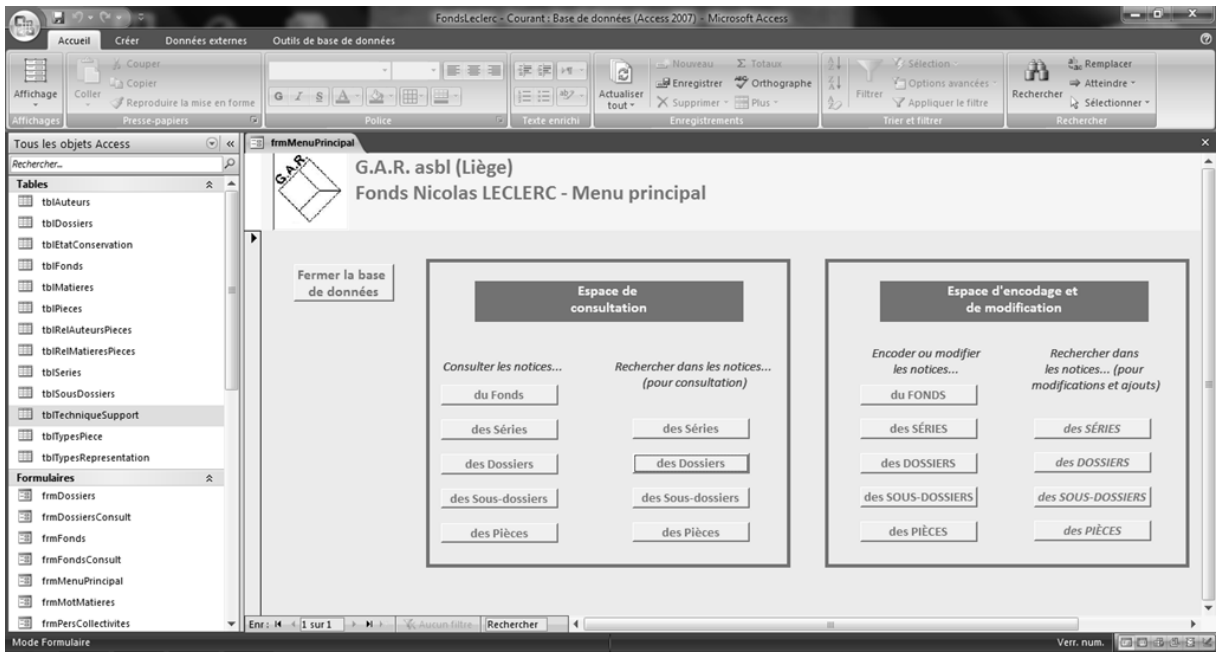 FondsLeclerc - Courant : Base de données (Access 2007) - Microsoft Access
Accueil Créer Données externes Outils de base de données
Affichage
Coller
Couper
Copier
Reproduire la mise en forme
G I S
Actualiser tout
Nouveau
Enregistrer
Supprimer
Totaux
Orthographe
Plus
Filtrer
Sélection
Options avancées
Appliquer le filtre
Rechercher
Remplacer
Atteindre
Sélectionner
Affichages Presse-papiers Police Texte enrichi Enregistrements Trier et filtrer Rechercher
Tous les objets Access
Rechercher...
Tables
tblAuteurs
tblDossiers
tblEtatConservation
tblFonds
tblMatieres
tblPieces
tblRelAuteursPieces
tblRelMatieresPieces
tblSeries
tblSousDossiers
tblTechniqueSupport
tblTypesPiece
tblTypesRepresentation
Formulaires
frmDossiers
frmDossiersConsult
frmFonds
frmFondsConsult
frmMenuPrincipal
frmMotMatieres
frmPersCollectivites
frmMenuPrincipal
G.A.R.
G.A.R. asbl (Liège)
Fonds Nicolas LECLERC - Menu principal
Fermer la base
de données
Espace de
consultation
Consulter les notices...
du Fonds
des Séries
des Dossiers
des Sous-dossiers
des Pièces
Rechercher dans les notices...
(pour consultation)
des Séries
des Dossiers
des Sous-dossiers
des Pièces
Espace d'encodage et
de modification
Encoder ou modifier
les notices...
du FONDS
des SÉRIES
des DOSSIERS
des SOUS-DOSSIERS
des PIÈCES
Rechercher dans
les notices... (pour
modifications et ajouts)
des SÉRIES
des DOSSIERS
des SOUS-DOSSIERS
des PIÈCES
Enr : 1 sur 1 Aucun filtre Rechercher
Mode Formulaire Verr. num.